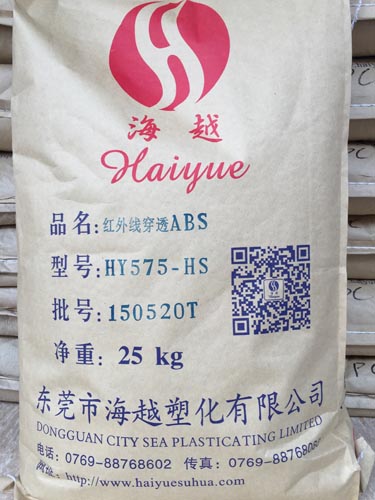 海越
Haiyue
品名:红外线穿透ABS
型号:HY575-HS
批号:150520T
净重: 25 kg
东莞市海越塑化有限公司
DONGGUAN CITY SEA PLASTICATING LIMITED
电话:0769-88768602 传真:0769-8876806
http://www.haiyuesuhua.com